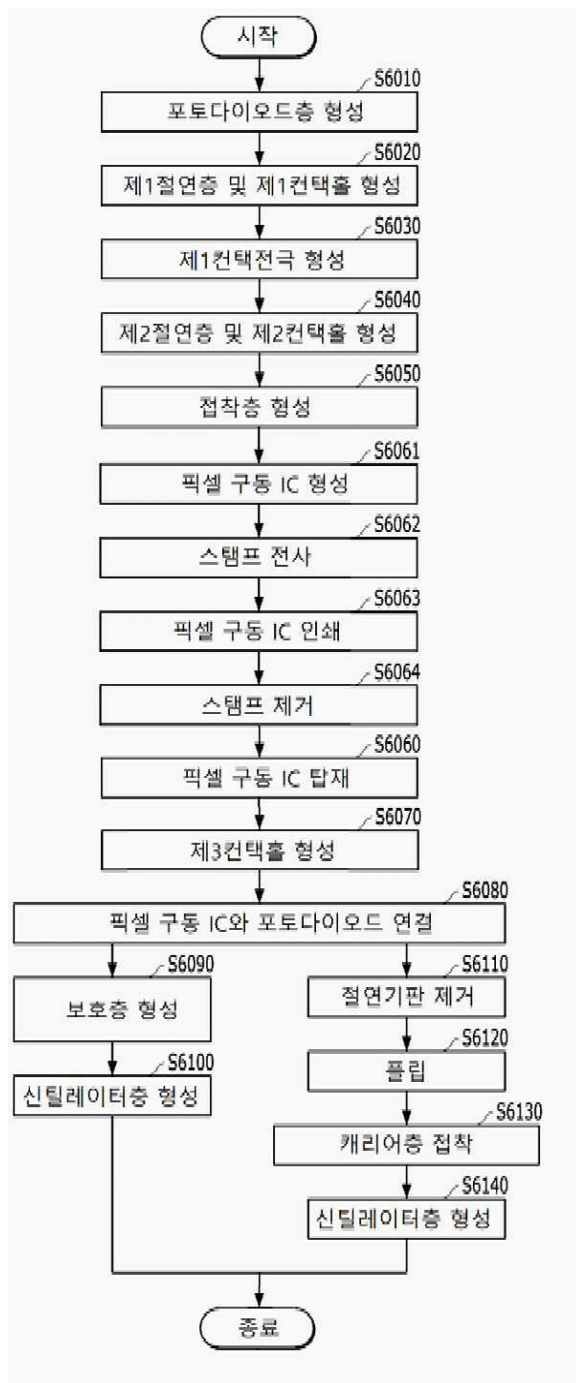 시작
S6010
포토다이오드층 형성
S6020
제1절연층 및 제1컨택홀 형성
S6030
제1컨택전극 형성
S6040
제2절연층 및 제2컨택홀 형성
S6050
접착층 형성
S6061
픽셀 구동 IC 형성
S6062
스탬프 전사
S6063
픽셀 구동 IC 인쇄
S6064
스탬프 제거
S6060
픽셀 구동 IC 탑재
S6070
제3컨택홀 형성
S6080
픽셀 구동 IC와 포토다이오드 연결
S6090
보호층 형성
S6100
신틸레이터층 형성
S6110
절연기판 제거
S6120
플립
S6130
캐리어층 접착
S6140
신틸레이터층 형성
종료